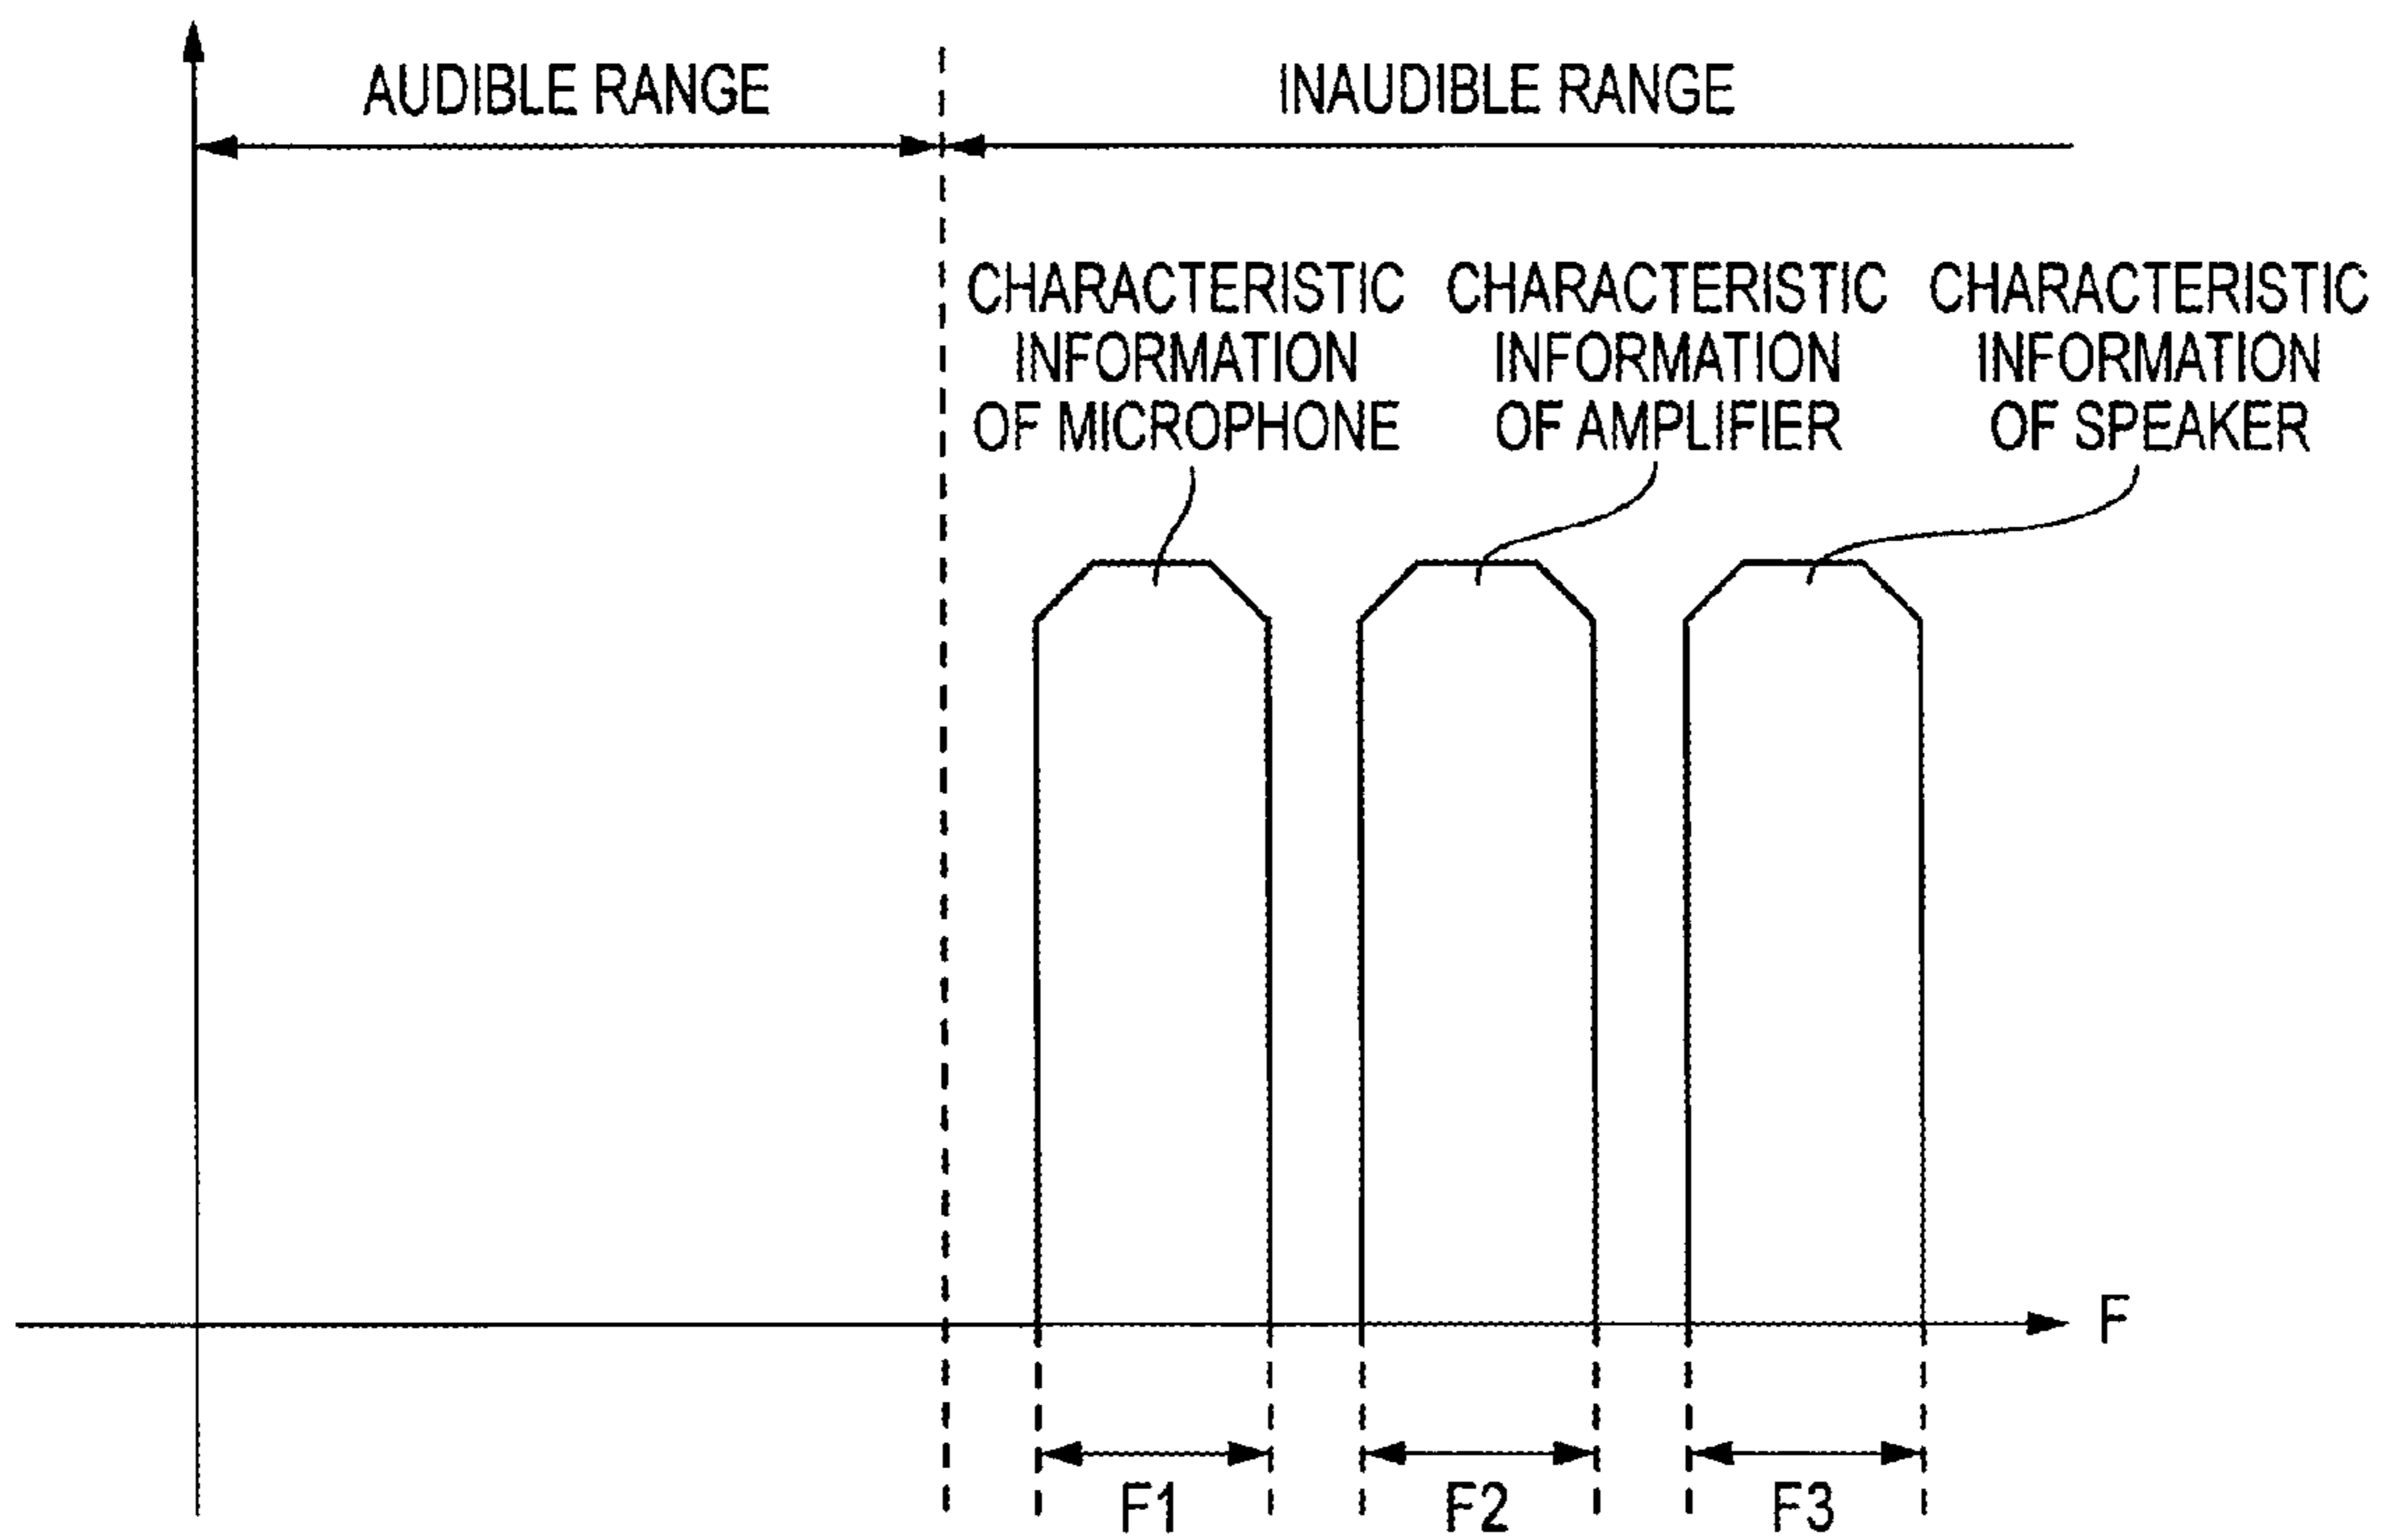 AUDIBLE RANGE
INAUDIBLE RANGE
CHARACTERISTIC
INFORMATION
OF MICROPHONE
CHARACTERISTIC
INFORMATION
OF AMPLIFIER
CHARACTERISTIC
INFORMATION
OF SPEAKER
F
F1
F2
F3